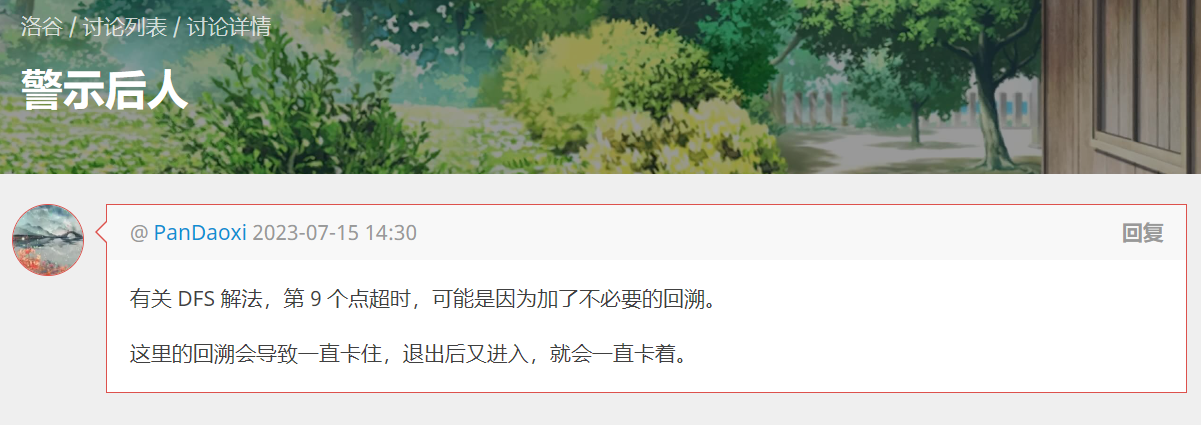 洛谷 / 讨论列表 / 讨论详情
警示后人
@ PanDaoxi 2023-07-15 14:30 回复
有关 DFS 解法，第 9 个点超时，可能是因为加了不必要的回溯。
这里的回溯会导致一直卡住，退出后又进入，就会一直卡着。